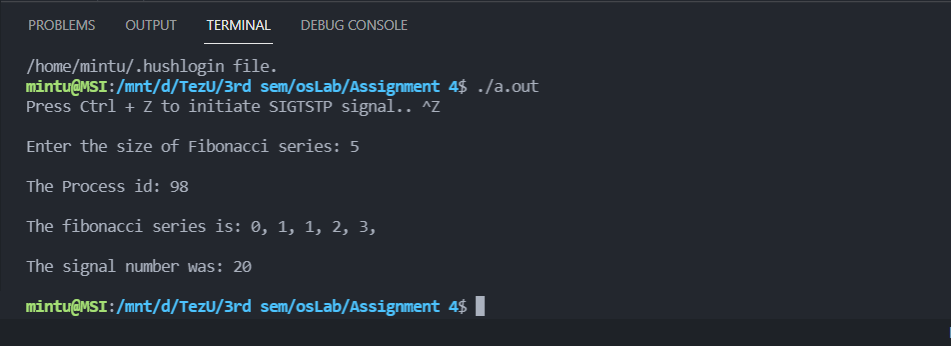 PROBLEMS OUTPUT TERMINAL DEBUG CONSOLE
/home/mintu/.hushlogin file.
mintu@MSI:/mnt/d/TezU/3rd sem/osLab/Assignment 4$ ./a.out
Press Ctrl + Z to initiate SIGTSTP signal.. ^Z
Enter the size of Fibonacci series: 5
The Process id: 98
The fibonacci series is: 0, 1, 1, 2, 3,
The signal number was: 20
mintu@MSI:/mnt/d/TezU/3rd sem/osLab/Assignment 4$